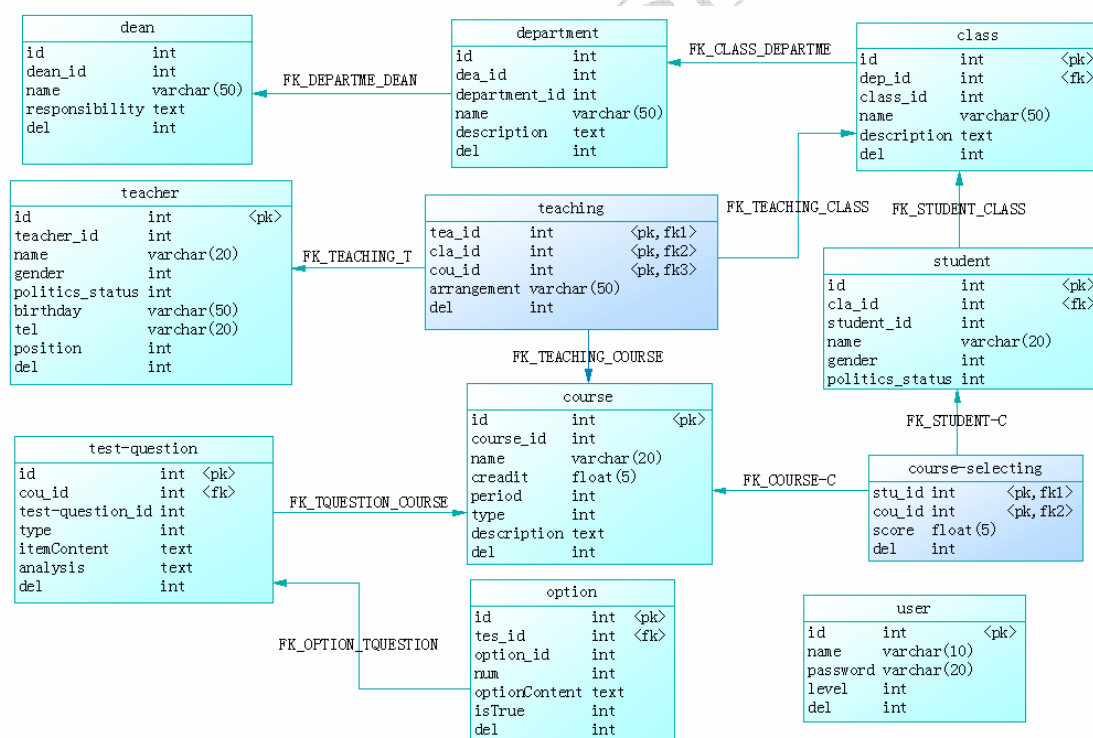 dean
id int
dean_id int
name varchar(50)
responsibility text
del int
FK_DEPARTME_DEAN
department
id int
dea_id int
department_id int
name varchar(50)
description text
del int
FK_CLASS_DEPARTME
class
id int <pk>
dep_id int <fk>
class_id int
name varchar(50)
description text
del int
teacher
id int <pk>
teacher_id int
name varchar(20)
gender int
politics_status int
birthday varchar(50)
tel varchar(20)
position int
del int
FK_TEACHING_T
teaching
tea_id int <pk,fk1>
cla_id int <pk,fk2>
cou_id int <pk,fk3>
arrangement varchar(50)
del int
FK_TEACHING_CLASS
FK_STUDENT_CLASS
student
id int <pk>
cla_id int <fk>
student_id int
name varchar(20)
gender int
politics_status int
FK_TEACHING_COURSE
course
id int <pk>
course_id int
name varchar(20)
creadit float(5)
period int
type int
description text
del int
FK_STUDENT-C
test-question
id int <pk>
cou_id int <fk>
test-question_id int
type int
itemContent text
analysis text
del int
FK_TQUESTION_COURSE
FK_COURSE-C
course-selecting
stu_id int <pk,fk1>
cou_id int <pk,fk2>
score float(5)
del int
FK_OPTION_TQUESTION
option
id int <pk>
tes_id int <fk>
option_id int
num int
optionContent text
isTrue int
del int
user
id int <pk>
name varchar(10)
password varchar(20)
level int
del int